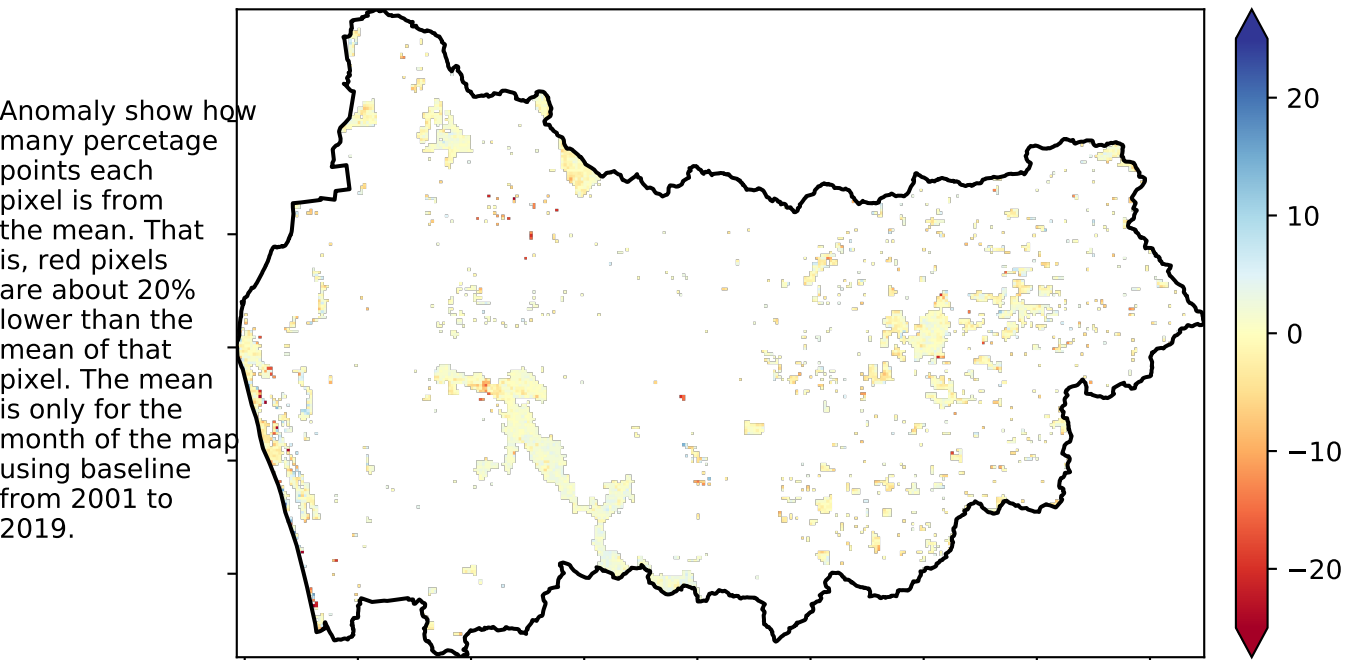 Anomaly show how
many percetage
points each
pixel is from
the mean. That
is, red pixels
are about 20%
lower than the
mean of that
pixel. The mean
is only for the
month of the map
using baseline
from 2001 to
2019.
20
10
0
−10
−20